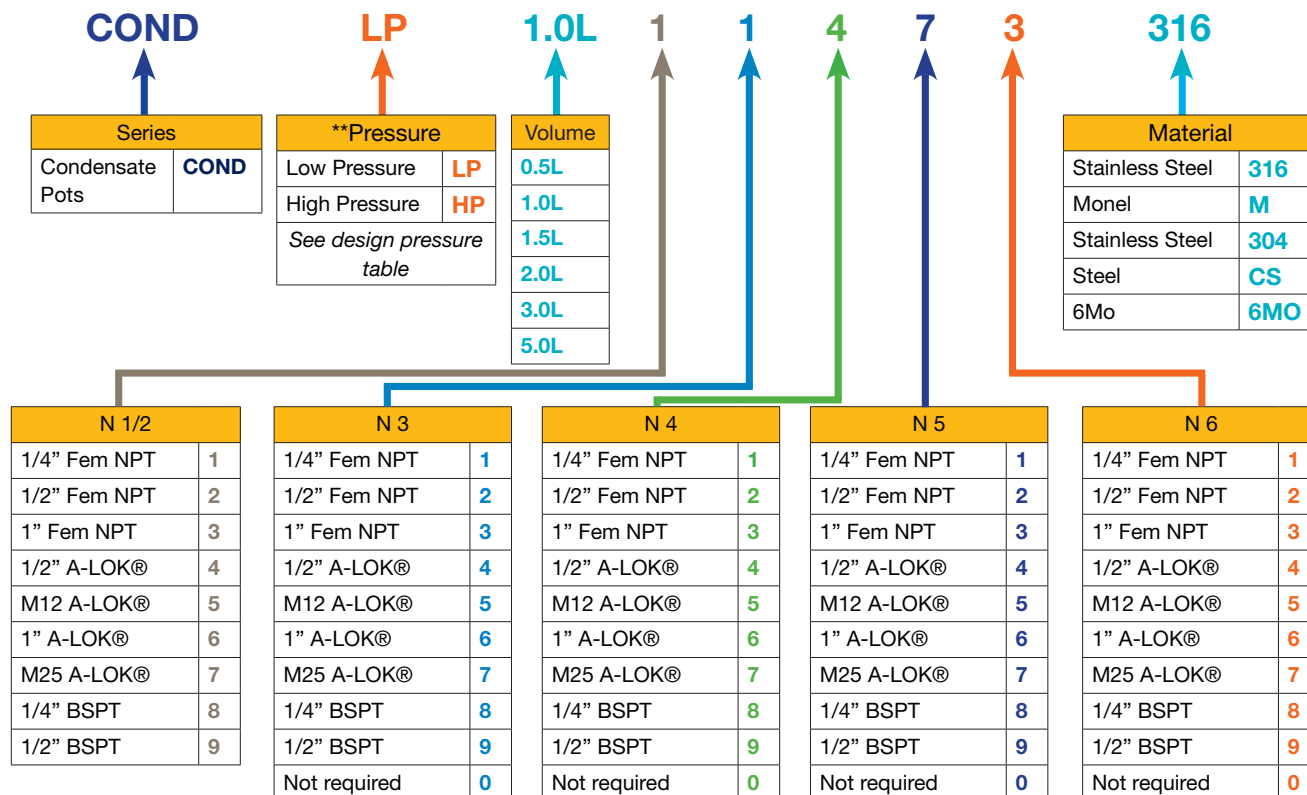 COND LP 1.0L 1 1 4 7 3 316
Series
Condensate Pots COND
**Pressure
Low Pressure LP
High Pressure HP
See design pressure
table
Volume
0.5L
1.0L
1.5L
2.0L
3.0L
5.0L
Material
Stainless Steel 316
Monel M
Stainless Steel 304
Steel CS
6Mo 6MO
N 1/2
1/4” Fem NPT 1
1/2” Fem NPT 2
1” Fem NPT 3
1/2” A-LOK® 4
M12 A-LOK® 5
1” A-LOK® 6
M25 A-LOK® 7
1/4” BSPT 8
1/2” BSPT 9
N 3
1/4” Fem NPT 1
1/2” Fem NPT 2
1” Fem NPT 3
1/2” A-LOK® 4
M12 A-LOK® 5
1” A-LOK® 6
M25 A-LOK® 7
1/4” BSPT 8
1/2” BSPT 9
Not required 0
N 4
1/4” Fem NPT 1
1/2” Fem NPT 2
1” Fem NPT 3
1/2” A-LOK® 4
M12 A-LOK® 5
1” A-LOK® 6
M25 A-LOK® 7
1/4” BSPT 8
1/2” BSPT 9
Not required 0
N 5
1/4” Fem NPT 1
1/2” Fem NPT 2
1” Fem NPT 3
1/2” A-LOK® 4
M12 A-LOK® 5
1” A-LOK® 6
M25 A-LOK® 7
1/4” BSPT 8
1/2” BSPT 9
Not required 0
N 6
1/4” Fem NPT 1
1/2” Fem NPT 2
1” Fem NPT 3
1/2” A-LOK® 4
M12 A-LOK® 5
1” A-LOK® 6
M25 A-LOK® 7
1/4” BSPT 8
1/2” BSPT 9
Not required 0